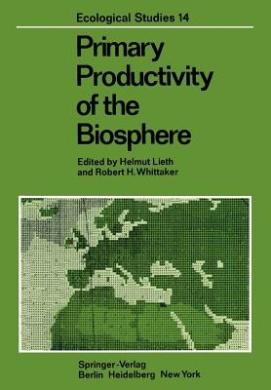 Ecological Studies 14
Primary
Productivity
of the
Biosphere
Edited by Helmut Lieth
and Robert H. Whittaker
Springer-Verlag
Berlin Heidelberg New York